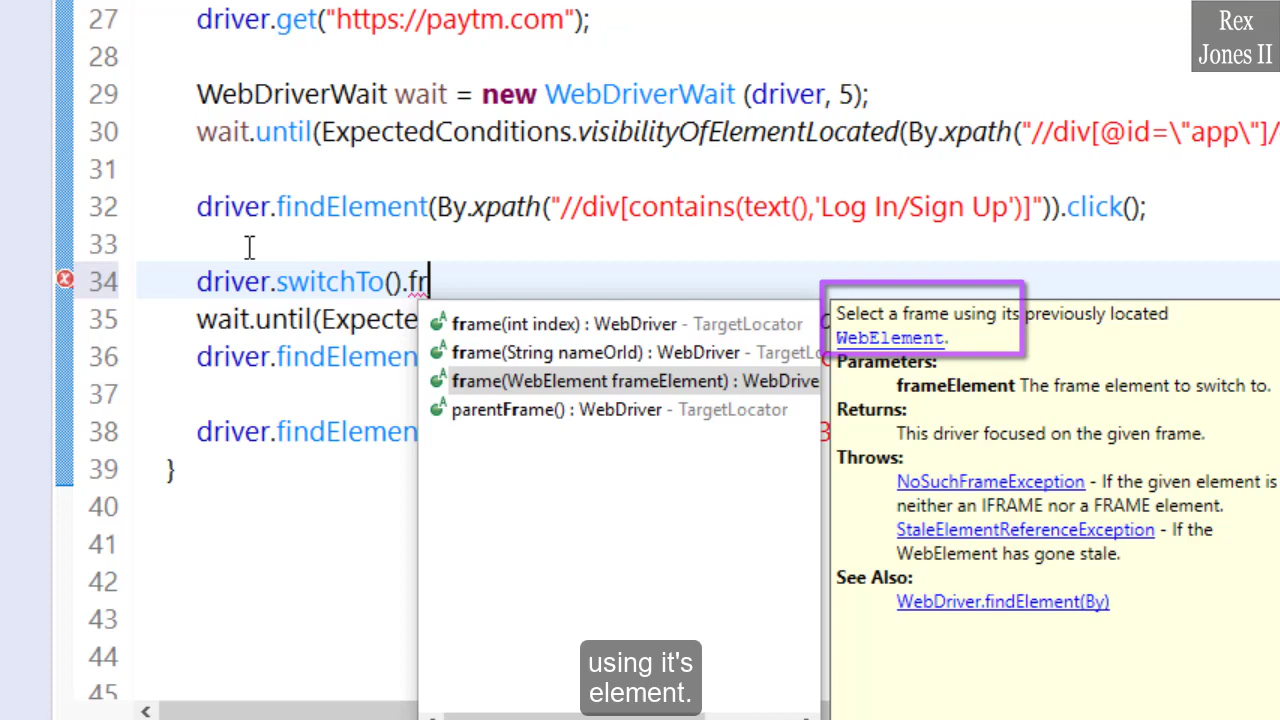 Rex
Jones II
27 driver.get("https://paytm.com");
28
29 WebDriverWait wait = new WebDriverWait (driver, 5);
30 wait.until(ExpectedConditions.visibilityOfElementLocated(By.xpath("//div[@id=\"app\"]/
31
32 driver.findElement(By.xpath("//div[contains(text(),'Log In/Sign Up')]")).click();
33
34 driver.switchTo().fr
35 wait.until(Expecte
36 driver.findElemen
37
38 driver.findElemen
39 }
40
41
42
43
44
45
frame(int index) : WebDriver - TargetLocator
frame(String nameOrId) : WebDriver - TargetLo
frame(WebElement frameElement) : WebDrive
parentFrame() : WebDriver - TargetLocator
Select a frame using its previously located
WebElement.
Parameters:
frameElement The frame element to switch to.
Returns:
This driver focused on the given frame.
Throws:
NoSuchFrameException - If the given element is
neither an IFRAME nor a FRAME element.
StaleElementReferenceException - If the
WebElement has gone stale.
See Also:
WebDriver.findElement(By)
using it's
element.